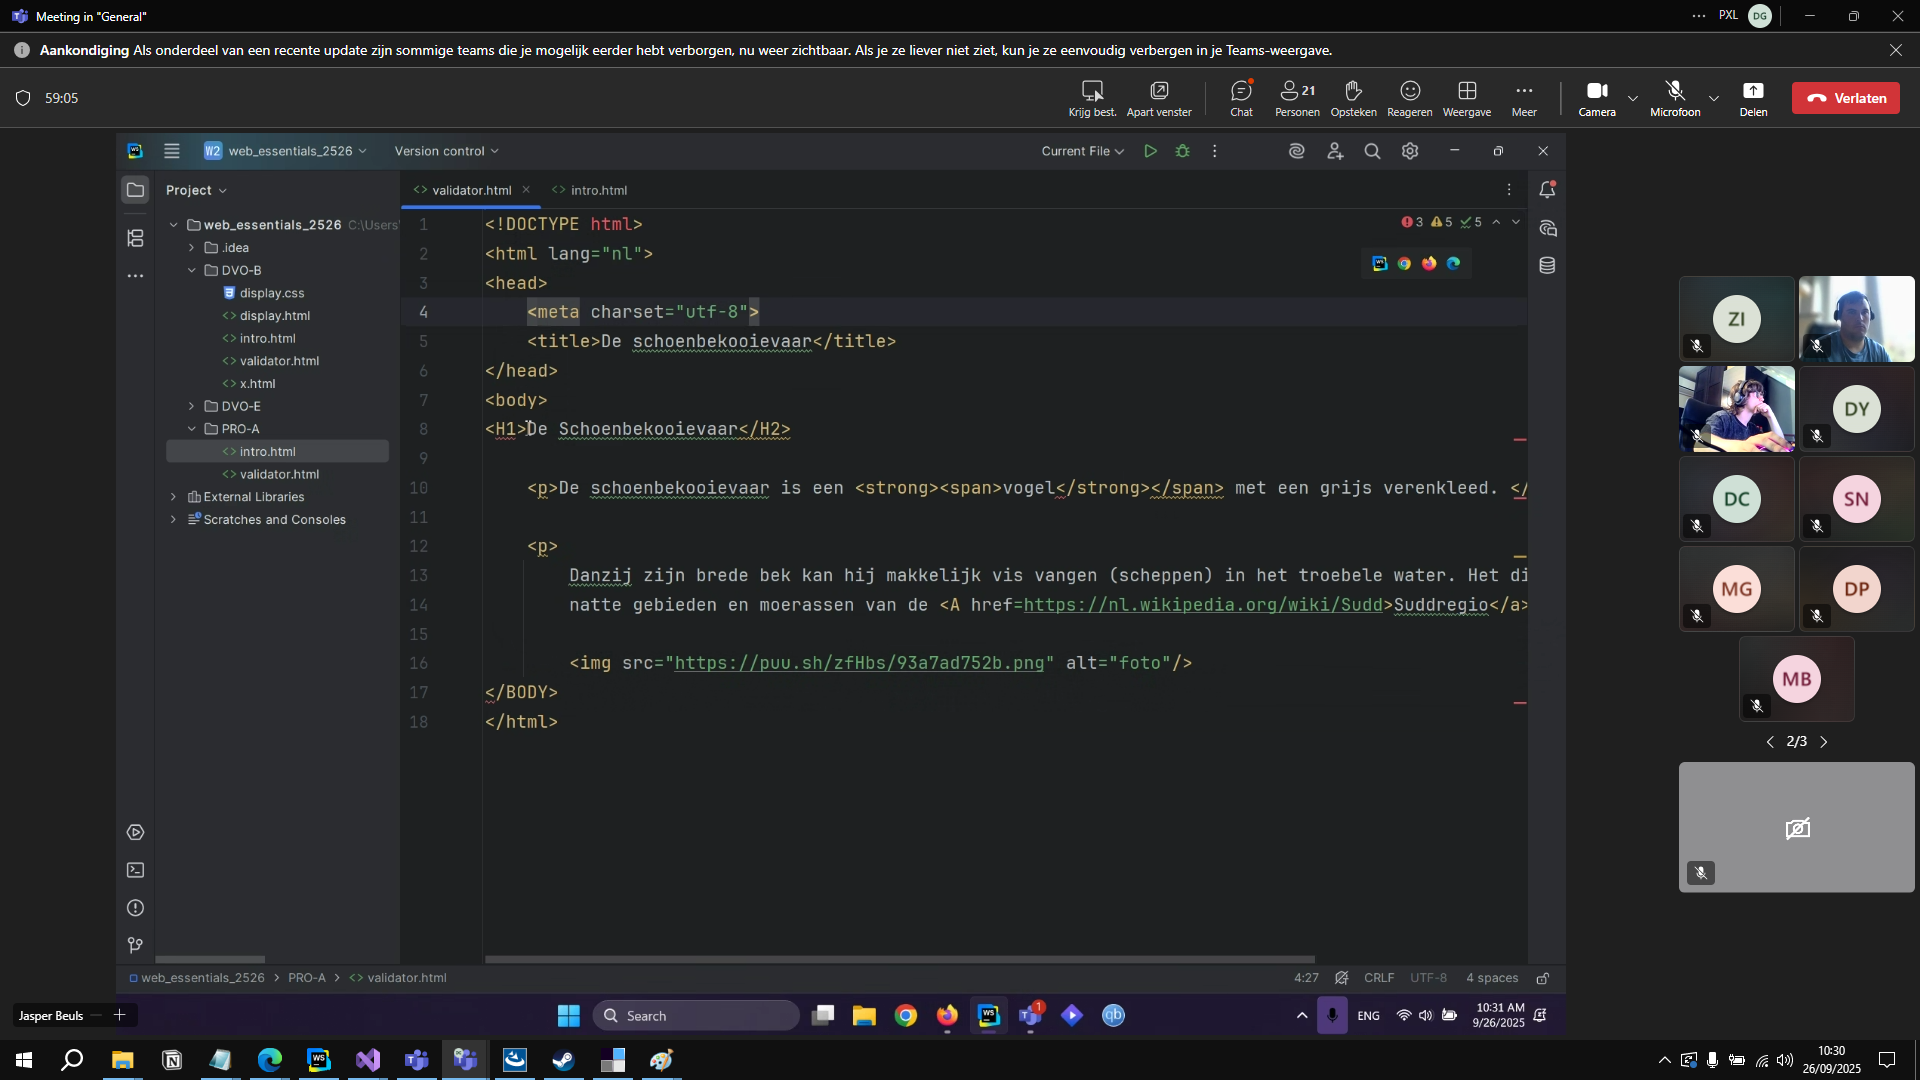 Meeting in "General"
PXL
DG
Aankondiging Als onderdeel van een recente update zijn sommige teams die je mogelijk eerder hebt verborgen, nu weer zichtbaar. Als je ze liever niet ziet, kun je ze eenvoudig verbergen in je Teams-weergave.
59:05
Krijg best.
Apart venster
Chat
21
Personen
Opsteken
Reageren
Weergave
Meer
Camera
Microfoon
Delen
Verlaten
WS
W2 web_essentials_2526
Version control
Current File
Project
validator.html
intro.html
web_essentials_2526 C:\Users
.idea
DVO-B
display.css
display.html
intro.html
validator.html
x.html
DVO-E
PRO-A
intro.html
validator.html
External Libraries
Scratches and Consoles
3 5 5
1 <!DOCTYPE html>
2 <html lang="nl">
3 <head>
4 <meta charset="utf-8">
5 <title>De schoenbekooievaar</title>
6 </head>
7 <body>
8 <H1>De Schoenbekooievaar</H2>
9
10 <p>De schoenbekooievaar is een <strong><span>vogel</strong></span> met een grijs verenkleed. </
11
12 <p>
13 Danzij zijn brede bek kan hij makkelijk vis vangen (scheppen) in het troebele water. Het di
14 natte gebieden en moerassen van de <A href=https://nl.wikipedia.org/wiki/Sudd>Suddregio</a>
15
16 <img src="https://puu.sh/zfHbs/93a7ad752b.png" alt="foto"/>
17 </BODY>
18 </html>
ZI
DY
DC
SN
MG
DP
MB
2/3
web_essentials_2526 > PRO-A > validator.html
4:27
CRLF
UTF-8
4 spaces
Jasper Beuls
Search
WS
1
qb
ENG
10:31 AM
9/26/2025
WS
10:30
26/09/2025